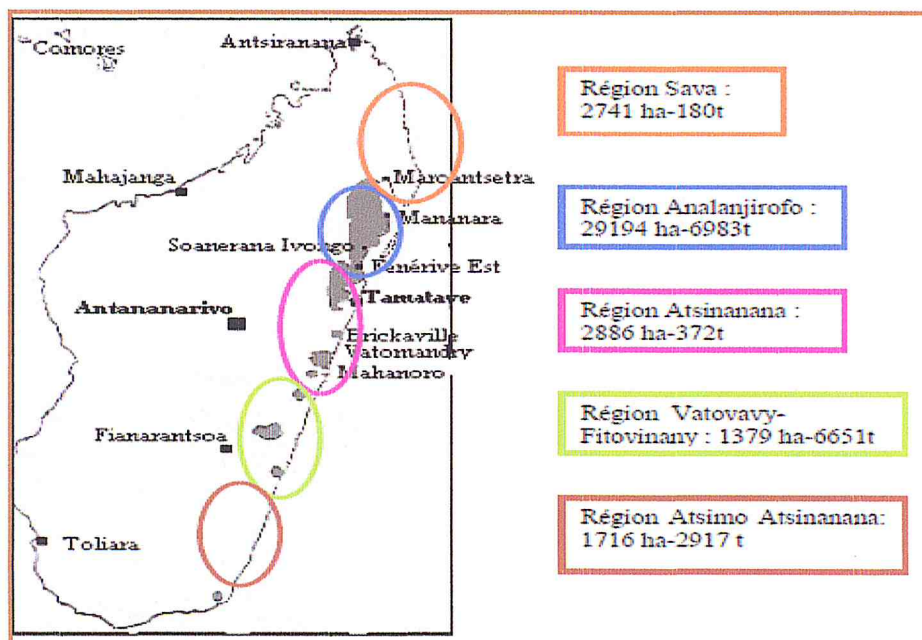 Comores
Antsiranana
Mahajanga
Maroantsetra
Mananara
Soanerana Ivongo
Fenérive Est
Tamatave
Antananarivo
Brickaville
Vatomandry
Mahanoro
Fianarantsoa
Toliara
Région Sava :
2741 ha-180t
Région Analanjirofo :
29194 ha-6983t
Région Atsinanana :
2886 ha-372t
Région Vatovavy-
Fitovinany : 1379 ha-6651t
Région Atsimo Atsinanana:
1716 ha-2917 t